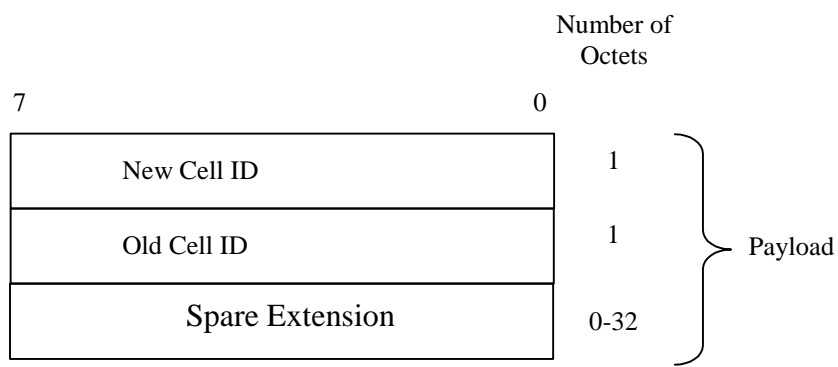 Number of
Octets
7 0
New Cell ID 1
Old Cell ID 1
Payload
Spare Extension 0-32